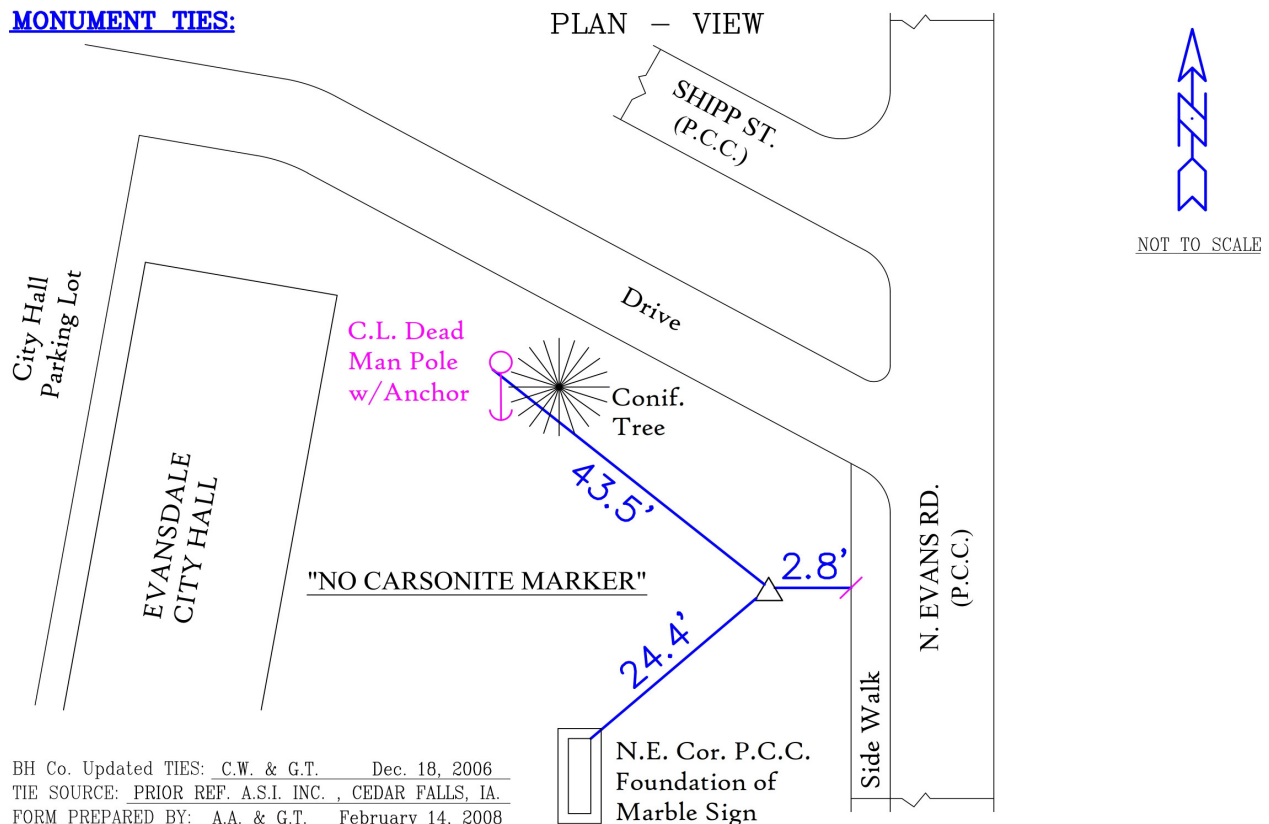 MONUMENT TIES:
PLAN - VIEW
SHIPP ST.
(P.C.C.)
N
NOT TO SCALE
City Hall
Parking Lot
Drive
C.L. Dead
Man Pole
w/Anchor
Conif.
Tree
EVANSDALE
CITY HALL
43.5'
N. EVANS RD.
(P.C.C.)
"NO CARSONITE MARKER"
2.8'
24.4'
Side Walk
N.E. Cor. P.C.C.
Foundation of
Marble Sign
BH Co. Updated TIES: C.W. & G.T. Dec. 18, 2006
TIE SOURCE: PRIOR REF. A.S.I. INC. , CEDAR FALLS, IA.
FORM PREPARED BY: A.A. & G.T. February 14, 2008